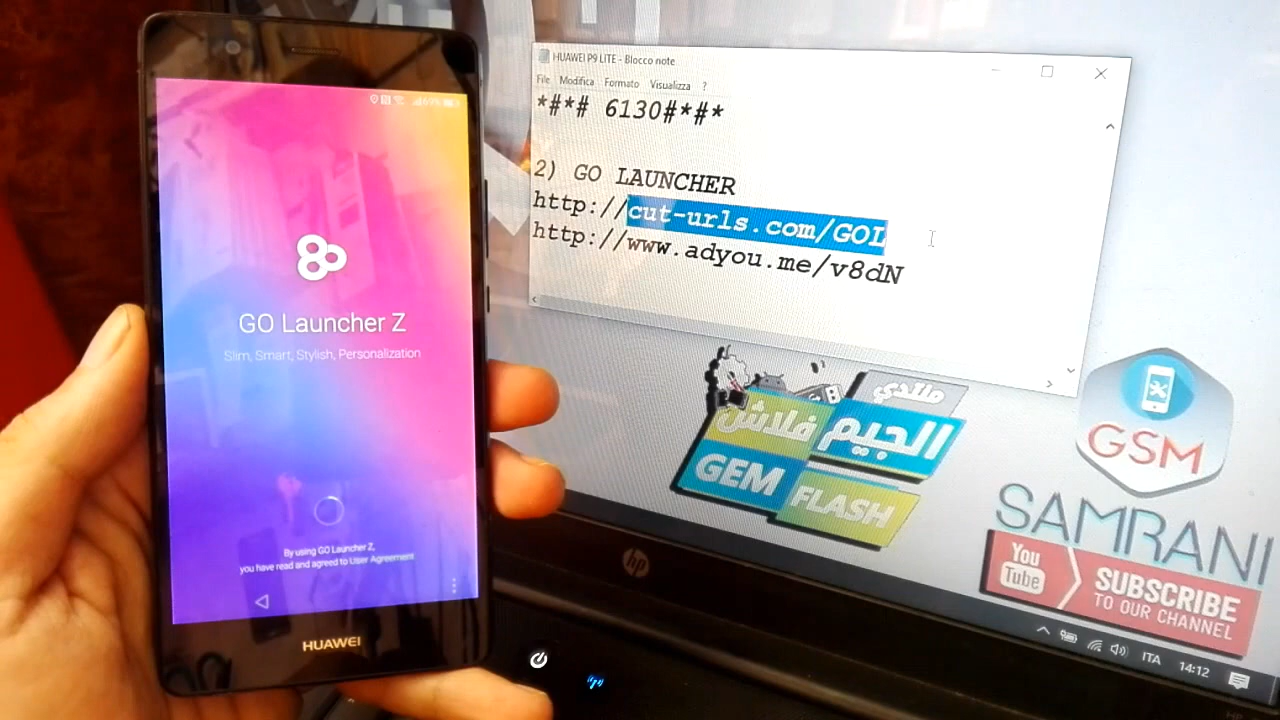 69%
GO Launcher Z
Slim, Smart, Stylish, Personalization
By using GO Launcher Z,
you have read and agreed to User Agreement
HUAWEI
HUAWEI P9 LITE - Blocco note
File Modifica Formato Visualizza ?
*#*# 6130#*#*
2) GO LAUNCHER
http://cut-urls.com/GOL
http://www.adyou.me/v8dN
منتدي
الجيم فلاش
GEM FLASH
GSM
SAMRANI
You Tube
SUBSCRIBE
TO OUR CHANNEL
hp
ITA 14:12